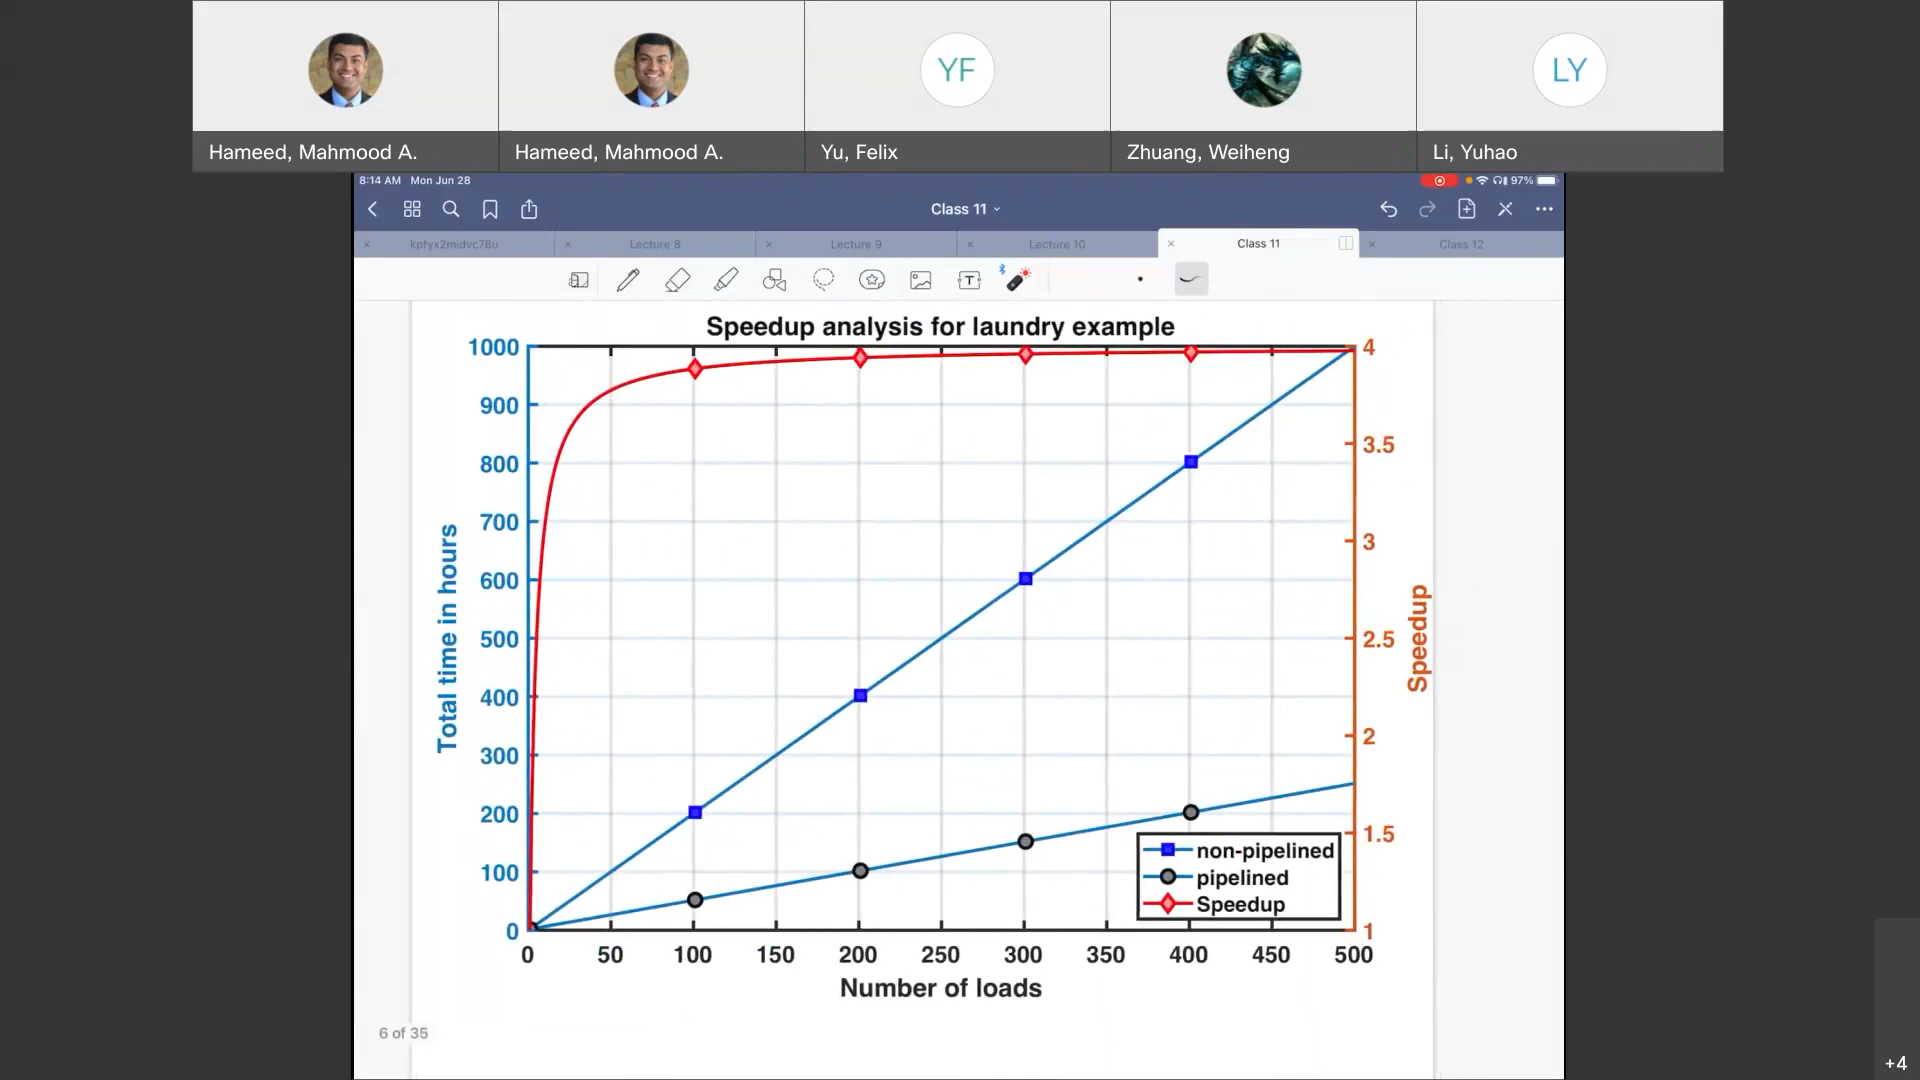 YF
LY
Hameed, Mahmood A.
Hameed, Mahmood A.
Yu, Felix
Zhuang, Weiheng
Li, Yuhao
8:14 AM Mon Jun 28
97%
Class 11
kpfyx2midvc78u
Lecture 8
Lecture 9
Lecture 10
Class 11
Class 12
T
Speedup analysis for laundry example
1000
900
800
700
600
500
400
300
200
100
0
Total time in hours
4
3.5
3
2.5
2
1.5
1
Speedup
non-pipelined
pipelined
Speedup
0 50 100 150 200 250 300 350 400 450 500
Number of loads
6 of 35
+4